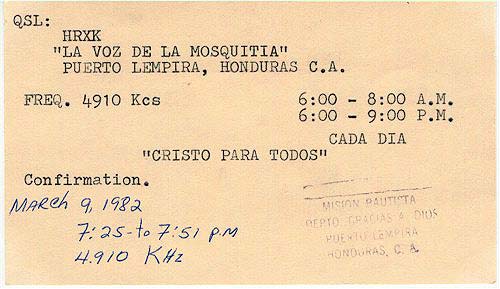 QSL:
HRXK
"LA VOZ DE LA MOSQUITIA"
PUERTO LEMPIRA, HONDURAS C.A.
FREQ. 4910 Kcs 6:00 - 8:00 A.M.
6:00 - 9:00 P.M.
CADA DIA
"CRISTO PARA TODOS"
Confirmation.
MARCH 9, 1982
7:25 - to 7:51 P.M
4.910 KHz
MISION BAUTISTA
DEPTO. GRACIAS A DIOS
PUERTO LEMPIRA
HONDURAS, C. A.